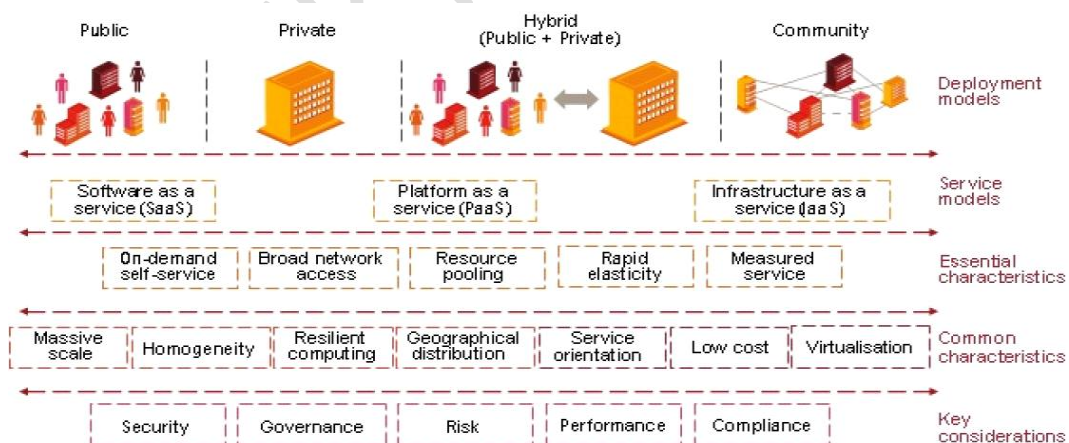 Public
Private
Hybrid
(Public + Private)
Community
Deployment
models
Software as a
service (SaaS)
Platform as a
service (PaaS)
Infrastructure as a
service (IaaS)
Service
models
On-demand
self-service
Broad network
access
Resource
pooling
Rapid
elasticity
Measured
service
Essential
characteristics
Massive
scale
Homogeneity
Resilient
computing
Geographical
distribution
Service
orientation
Low cost
Virtualisation
Common
characteristics
Security
Governance
Risk
Performance
Compliance
Key
considerations